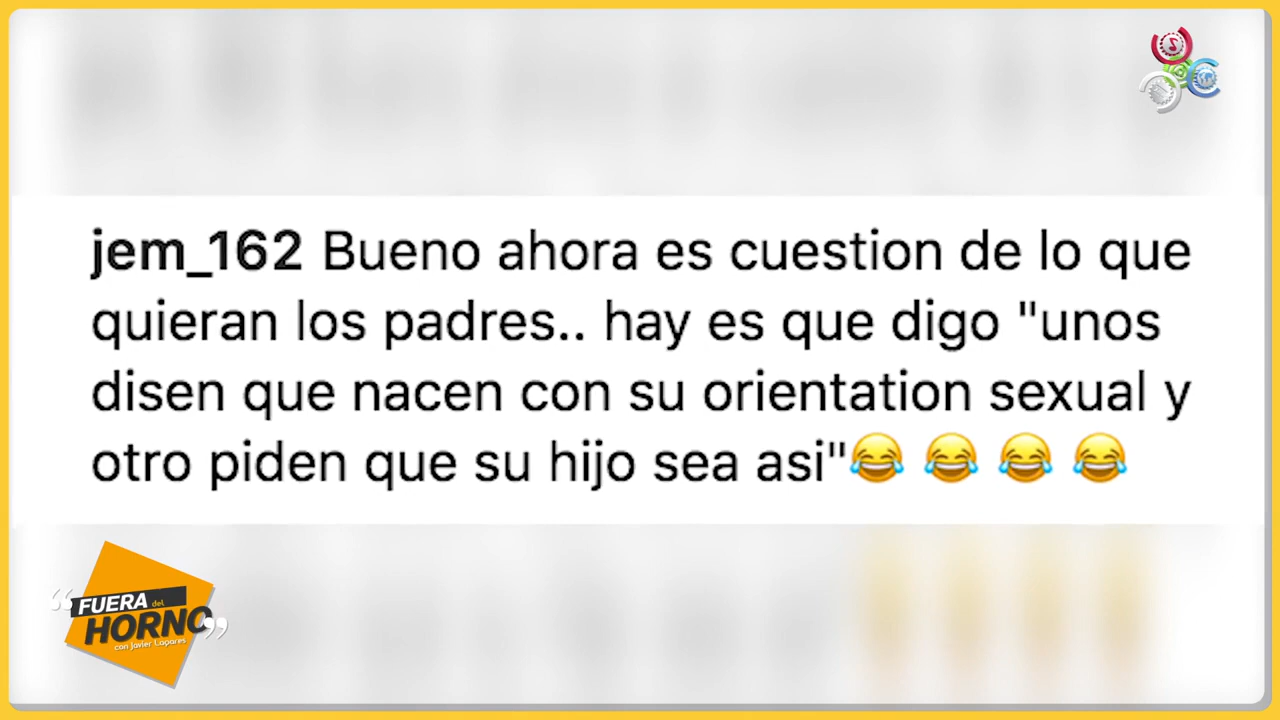 jem_162 Bueno ahora es cuestion de lo que
quieran los padres.. hay es que digo "unos
disen que nacen con su orientation sexual y
otro piden que su hijo sea asi"😂 😂 😂 😂
“FUERA del
HORNO”
con Javier Lagares